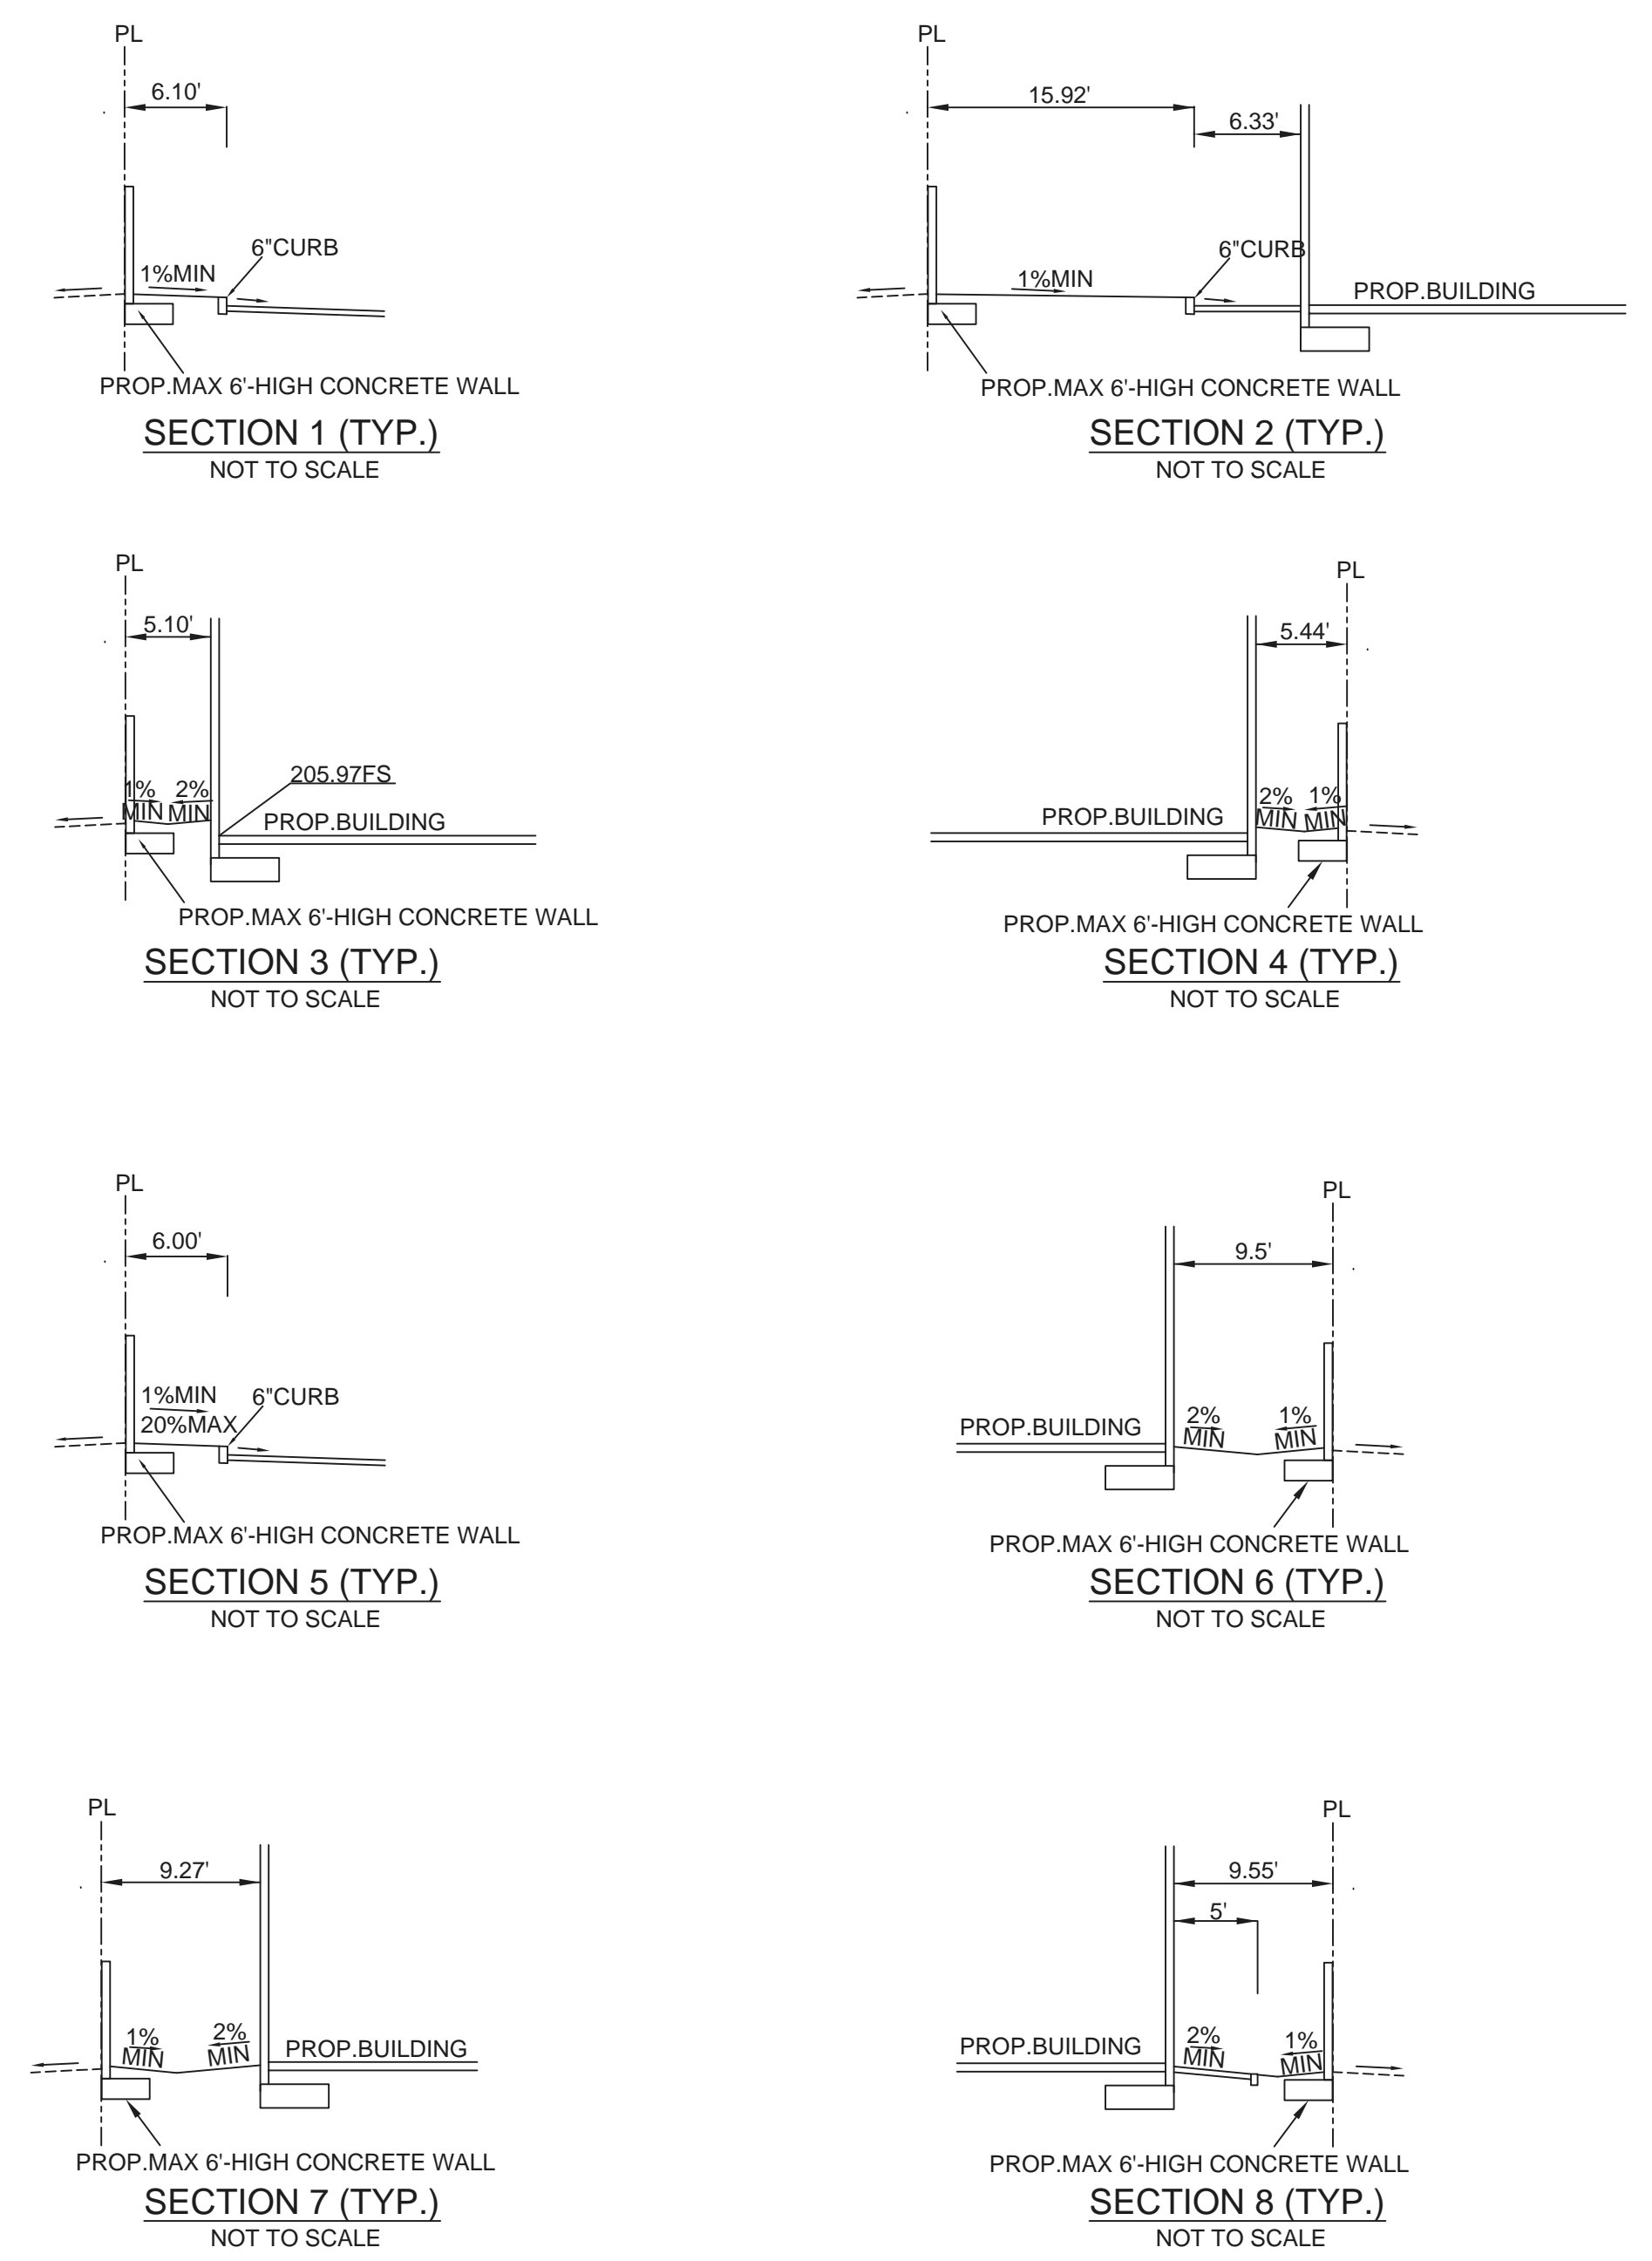 PL
6.10'
6"CURB
1%MIN
PROP.MAX 6'-HIGH CONCRETE WALL
SECTION 1 (TYP.)
NOT TO SCALE
PL
15.92'
6.33'
6"CURB
1%MIN
PROP.BUILDING
PROP.MAX 6'-HIGH CONCRETE WALL
SECTION 2 (TYP.)
NOT TO SCALE
PL
5.10'
205.97FS
1% 2%
MIN MIN
PROP.BUILDING
PROP.MAX 6'-HIGH CONCRETE WALL
SECTION 3 (TYP.)
NOT TO SCALE
PL
5.44'
2% 1%
MIN MIN
PROP.BUILDING
PROP.MAX 6'-HIGH CONCRETE WALL
SECTION 4 (TYP.)
NOT TO SCALE
PL
6.00'
1%MIN
6"CURB
20%MAX
PROP.MAX 6'-HIGH CONCRETE WALL
SECTION 5 (TYP.)
NOT TO SCALE
PL
9.5'
2% 1%
MIN MIN
PROP.BUILDING
PROP.MAX 6'-HIGH CONCRETE WALL
SECTION 6 (TYP.)
NOT TO SCALE
PL
9.27'
1% 2%
MIN MIN
PROP.BUILDING
PROP.MAX 6'-HIGH CONCRETE WALL
SECTION 7 (TYP.)
NOT TO SCALE
PL
9.55'
5'
2% 1%
MIN MIN
PROP.BUILDING
PROP.MAX 6'-HIGH CONCRETE WALL
SECTION 8 (TYP.)
NOT TO SCALE